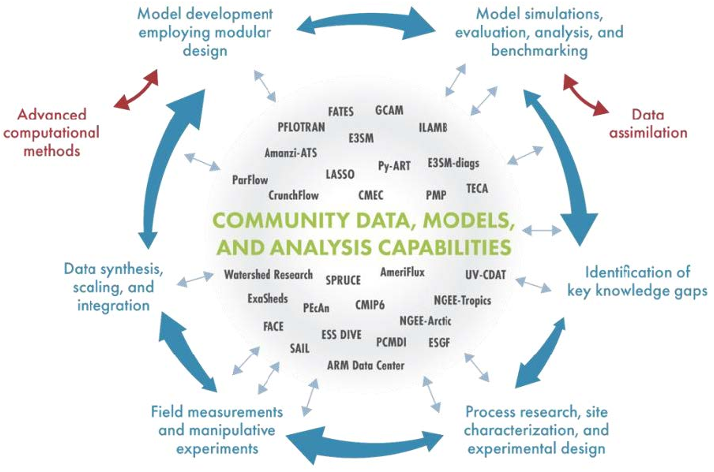 Model development
employing modular
design
Model simulations,
evaluation, analysis, and
benchmarking
Advanced
computational
methods
Data
assimilation
FATES
GCAM
PFLOTRAN
ILAMB
E3SM
Amanzi-ATS
Py-ART
E3SM-diags
ParFlow
LASSO
TECA
CrunchFlow
CMEC
PMP
COMMUNITY DATA, MODELS,
AND ANALYSIS CAPABILITIES
Watershed Research
SPRUCE
AmeriFlux
UV-CDAT
ExaSheds
PEcAn
CMIP6
NGEE-Tropics
FACE
ESS DIVE
NGEE-Arctic
SAIL
PCMDI
ESGF
ARM Data Center
Data synthesis,
scaling, and
integration
Identification of
key knowledge gaps
Field measurements
and manipulative
experiments
Process research, site
characterization, and
experimental design